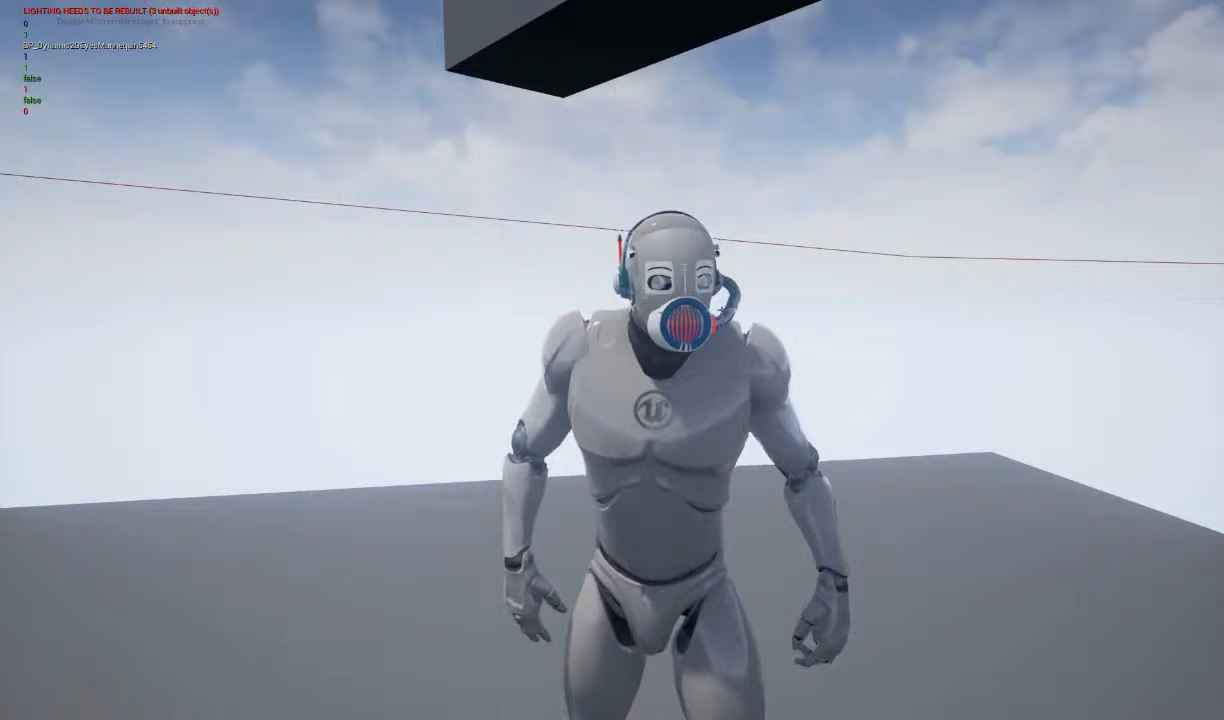 LIGHTING NEEDS TO BE REBUILT (3 unbuilt object(s))
0
'DisableAllScreenMessages' to suppress
1
BP_Dynamic2DEyesMannequin5454
1
1
false
1
false
0